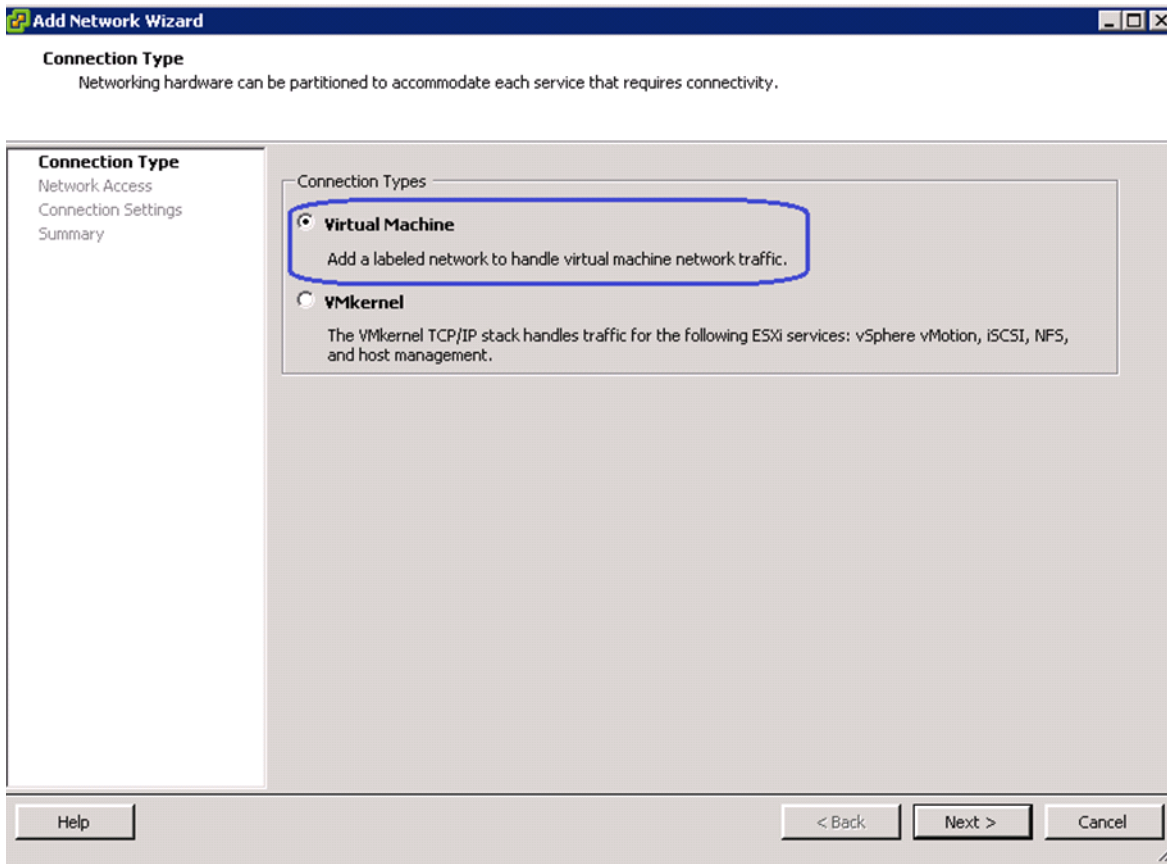 Add Network Wizard
Connection Type
Networking hardware can be partitioned to accommodate each service that requires connectivity.
Connection Type
Network Access
Connection Settings
Summary
Connection Types
Virtual Machine
Add a labeled network to handle virtual machine network traffic.
VMkernel
The VMkernel TCP/IP stack handles traffic for the following ESXi services: vSphere vMotion, iSCSI, NFS,
and host management.
Help
< Back
Next >
Cancel